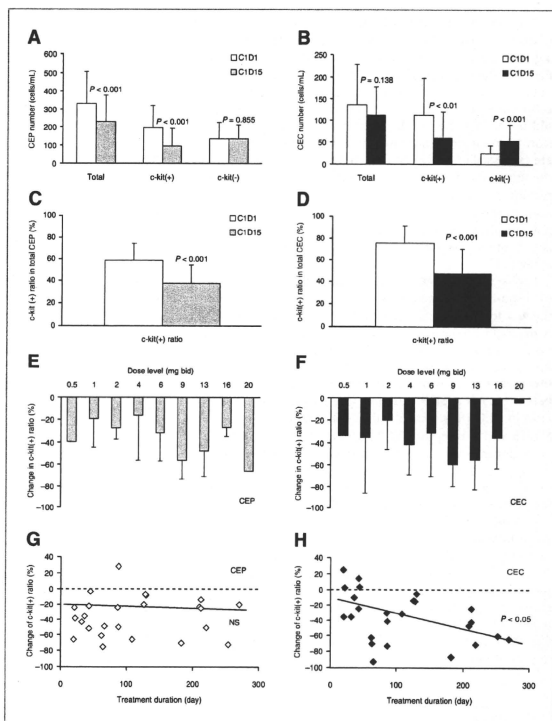 A
C1D1
C1D15
CEP number (cells/mL)
600
500
400
300
200
100
0
P < 0.001
P < 0.001
P = 0.855
Total
c-kit(+)
c-kit(-)
B
C1D1
C1D15
CEC number (cells/mL)
250
200
150
100
50
0
P = 0.138
P < 0.01
P < 0.001
Total
c-kit(+)
c-kit(-)
C
C1D1
C1D15
c-kit (+) ratio in total CEP (%)
100
80
60
40
20
0
P < 0.001
c-kit(+) ratio
D
C1D1
C1D15
c-kit(+) ratio in total CEC (%)
100
80
60
40
20
0
P < 0.001
c-kit(+) ratio
E
Dose level (mg bid)
0.5 1 2 4 6 9 13 16 20
Change in c-kit(+) ratio (%)
0
−20
−40
−60
−80
−100
CEP
F
Dose level (mg bid)
0.5 1 2 4 6 9 13 16 20
Change in c-kit(+) ratio (%)
0
−20
−40
−60
−80
−100
CEC
G
CEP
Change of c-kit(+) ratio (%)
40
20
0
−20
−40
−60
−80
−100
NS
0 100 200 300
Treatment duration (day)
H
CEC
Change of c-kit(+) ratio (%)
40
20
0
−20
−40
−60
−80
−100
P < 0.05
0 100 200 300
Treatment duration (day)